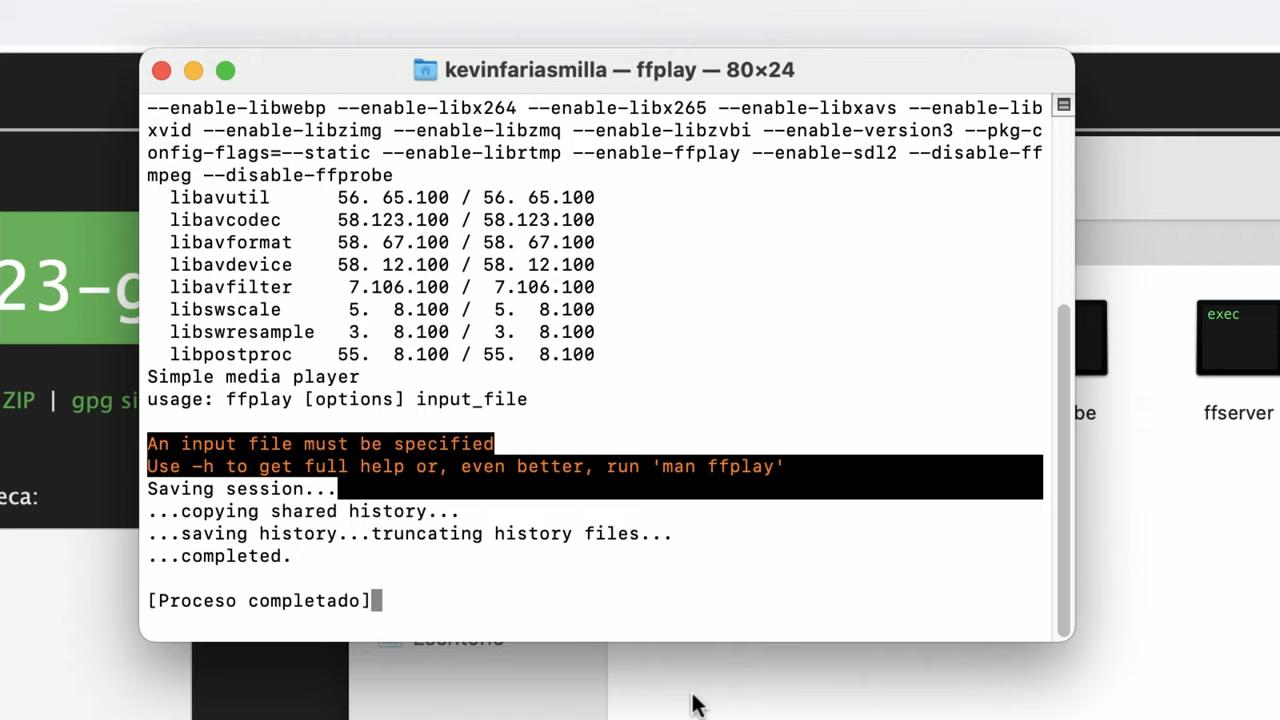 kevinfariasmilla — ffplay — 80×24
--enable-libwebp --enable-libx264 --enable-libx265 --enable-libxavs --enable-lib
xvid --enable-libzimg --enable-libzmq --enable-libzvbi --enable-version3 --pkg-c
onfig-flags=--static --enable-librtmp --enable-ffplay --enable-sdl2 --disable-ff
mpeg --disable-ffprobe
libavutil 56. 65.100 / 56. 65.100
libavcodec 58.123.100 / 58.123.100
libavformat 58. 67.100 / 58. 67.100
libavdevice 58. 12.100 / 58. 12.100
libavfilter 7.106.100 / 7.106.100
libswscale 5. 8.100 / 5. 8.100
libswresample 3. 8.100 / 3. 8.100
libpostproc 55. 8.100 / 55. 8.100
Simple media player
usage: ffplay [options] input_file
An input file must be specified
Use -h to get full help or, even better, run 'man ffplay'
Saving session...
...copying shared history...
...saving history...truncating history files...
...completed.
[Proceso completado]
23-g
ZIP | gpg si
eca:
exec
be
ffserver